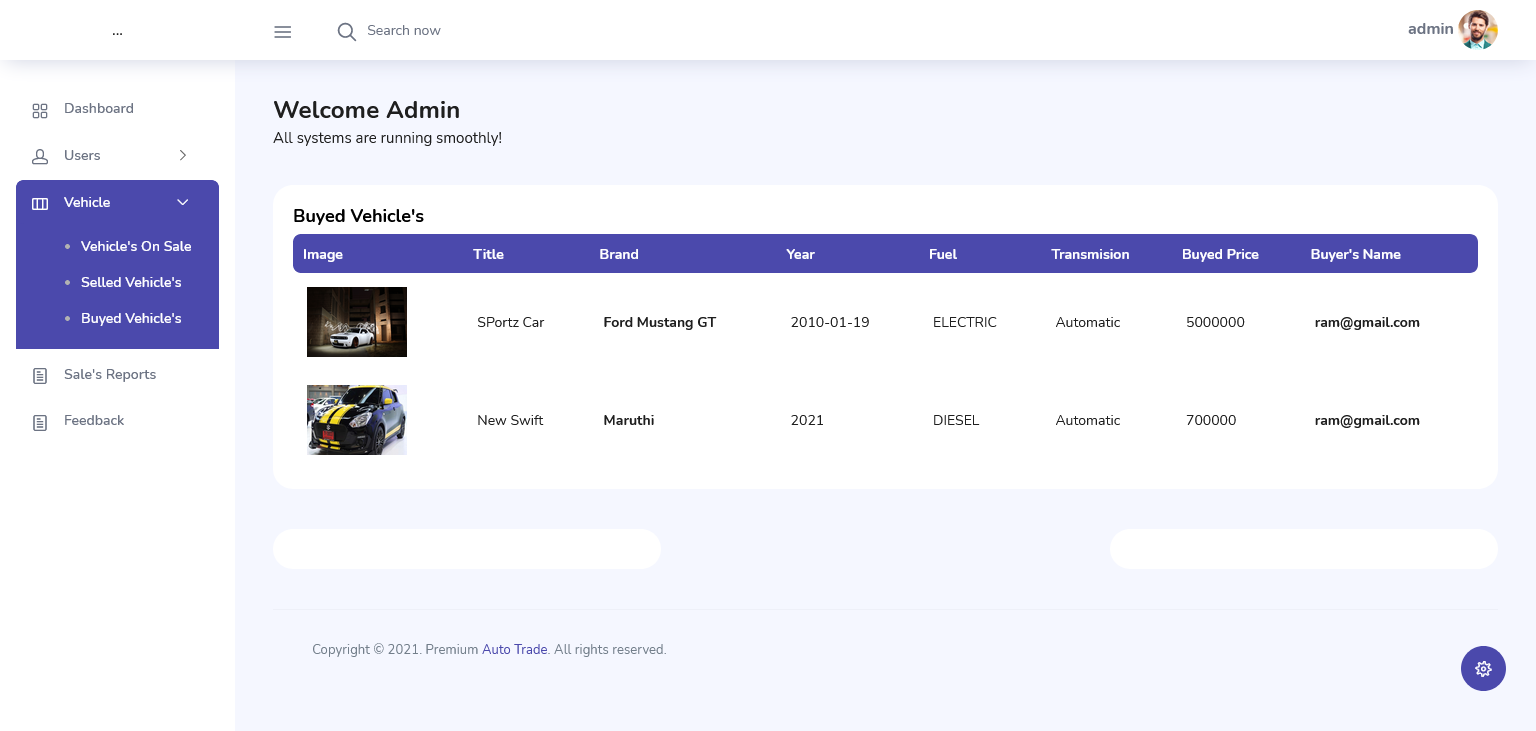 ...
Search now
admin
Dashboard
Users
Vehicle
Vehicle's On Sale
Selled Vehicle's
Buyed Vehicle's
Sale's Reports
Feedback
Welcome Admin
All systems are running smoothly!
Buyed Vehicle's
Image Title Brand Year Fuel Transmision Buyed Price Buyer's Name
SPortz Car Ford Mustang GT 2010-01-19 ELECTRIC Automatic 5000000 ram@gmail.com
New Swift Maruthi 2021 DIESEL Automatic 700000 ram@gmail.com
Copyright © 2021. Premium Auto Trade. All rights reserved.